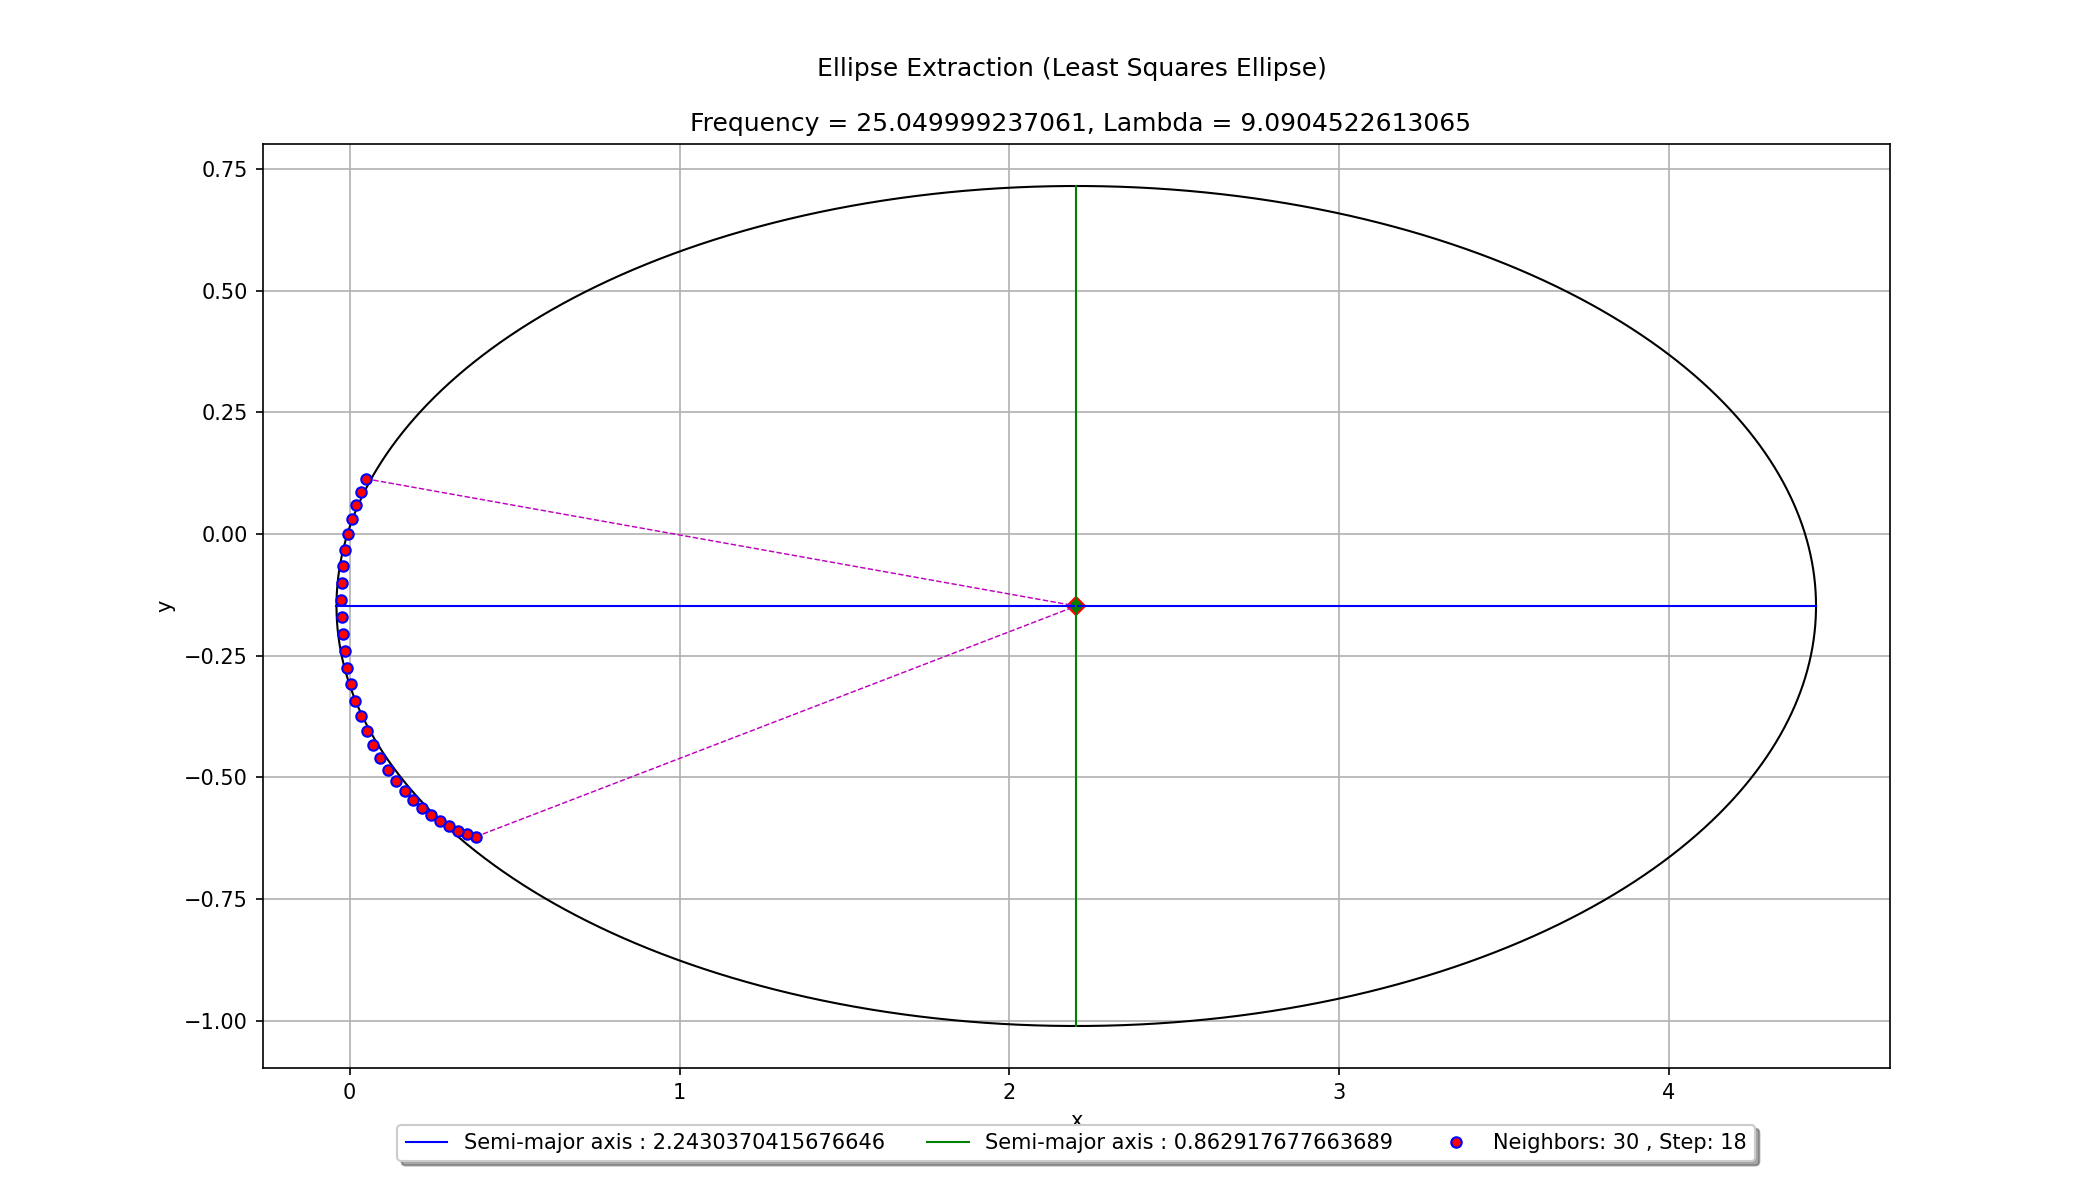 Ellipse Extraction (Least Squares Ellipse)
Frequency = 25.049999237061, Lambda = 9.0904522613065
0.75
0.50
0.25
0.00
−0.25
−0.50
−0.75
−1.00
y
0 1 2 3 4
x
Semi-major axis : 2.2430370415676646 Semi-major axis : 0.862917677663689 Neighbors: 30 , Step: 18